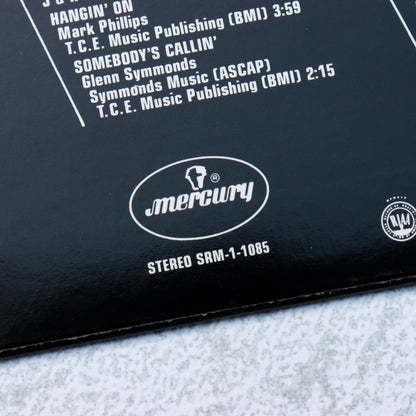 HANGIN' ON
Mark Phillips
T.C.E. Music Publishing (BMI) 3:59
SOMEBODY'S CALLIN'
Glenn Symmonds
Symmonds Music (ASCAP)
T.C.E. Music Publishing (BMI) 2:15
®
mercury
STEREO SRM-1-1085
RIAA